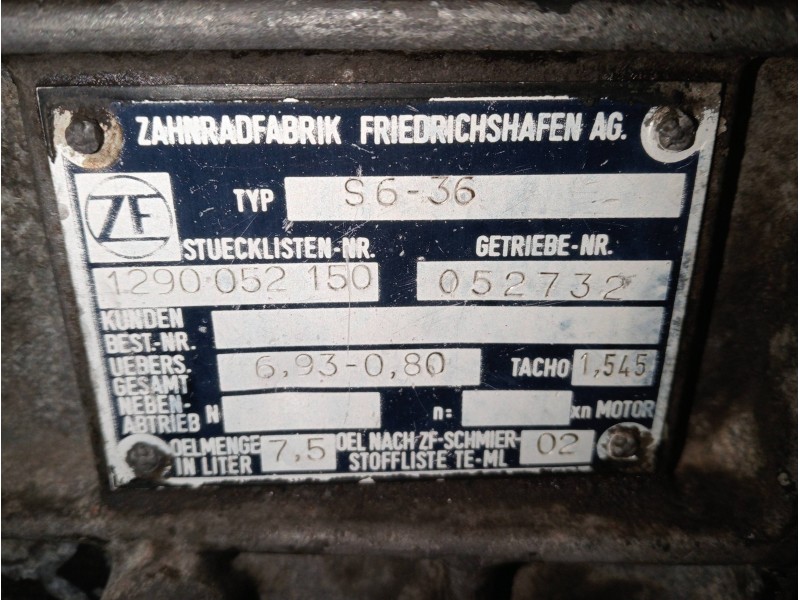 ZAHNRADFABRIK FRIEDRICHSHAFEN AG.
ZF
TYP S6-36
STUECKLISTEN-NR. GETRIEBE-NR.
1290 052 150 052732
KUNDEN
BEST.-NR.
UEBERS. 6,93-0,80 TACHO 1,545
GESAMT
NEBEN- N n: xn MOTOR
ABTRIEB
OELMENGE 7,5 OEL NACH ZF-SCHMIER- 02
IN LITER STOFFLISTE TE-ML